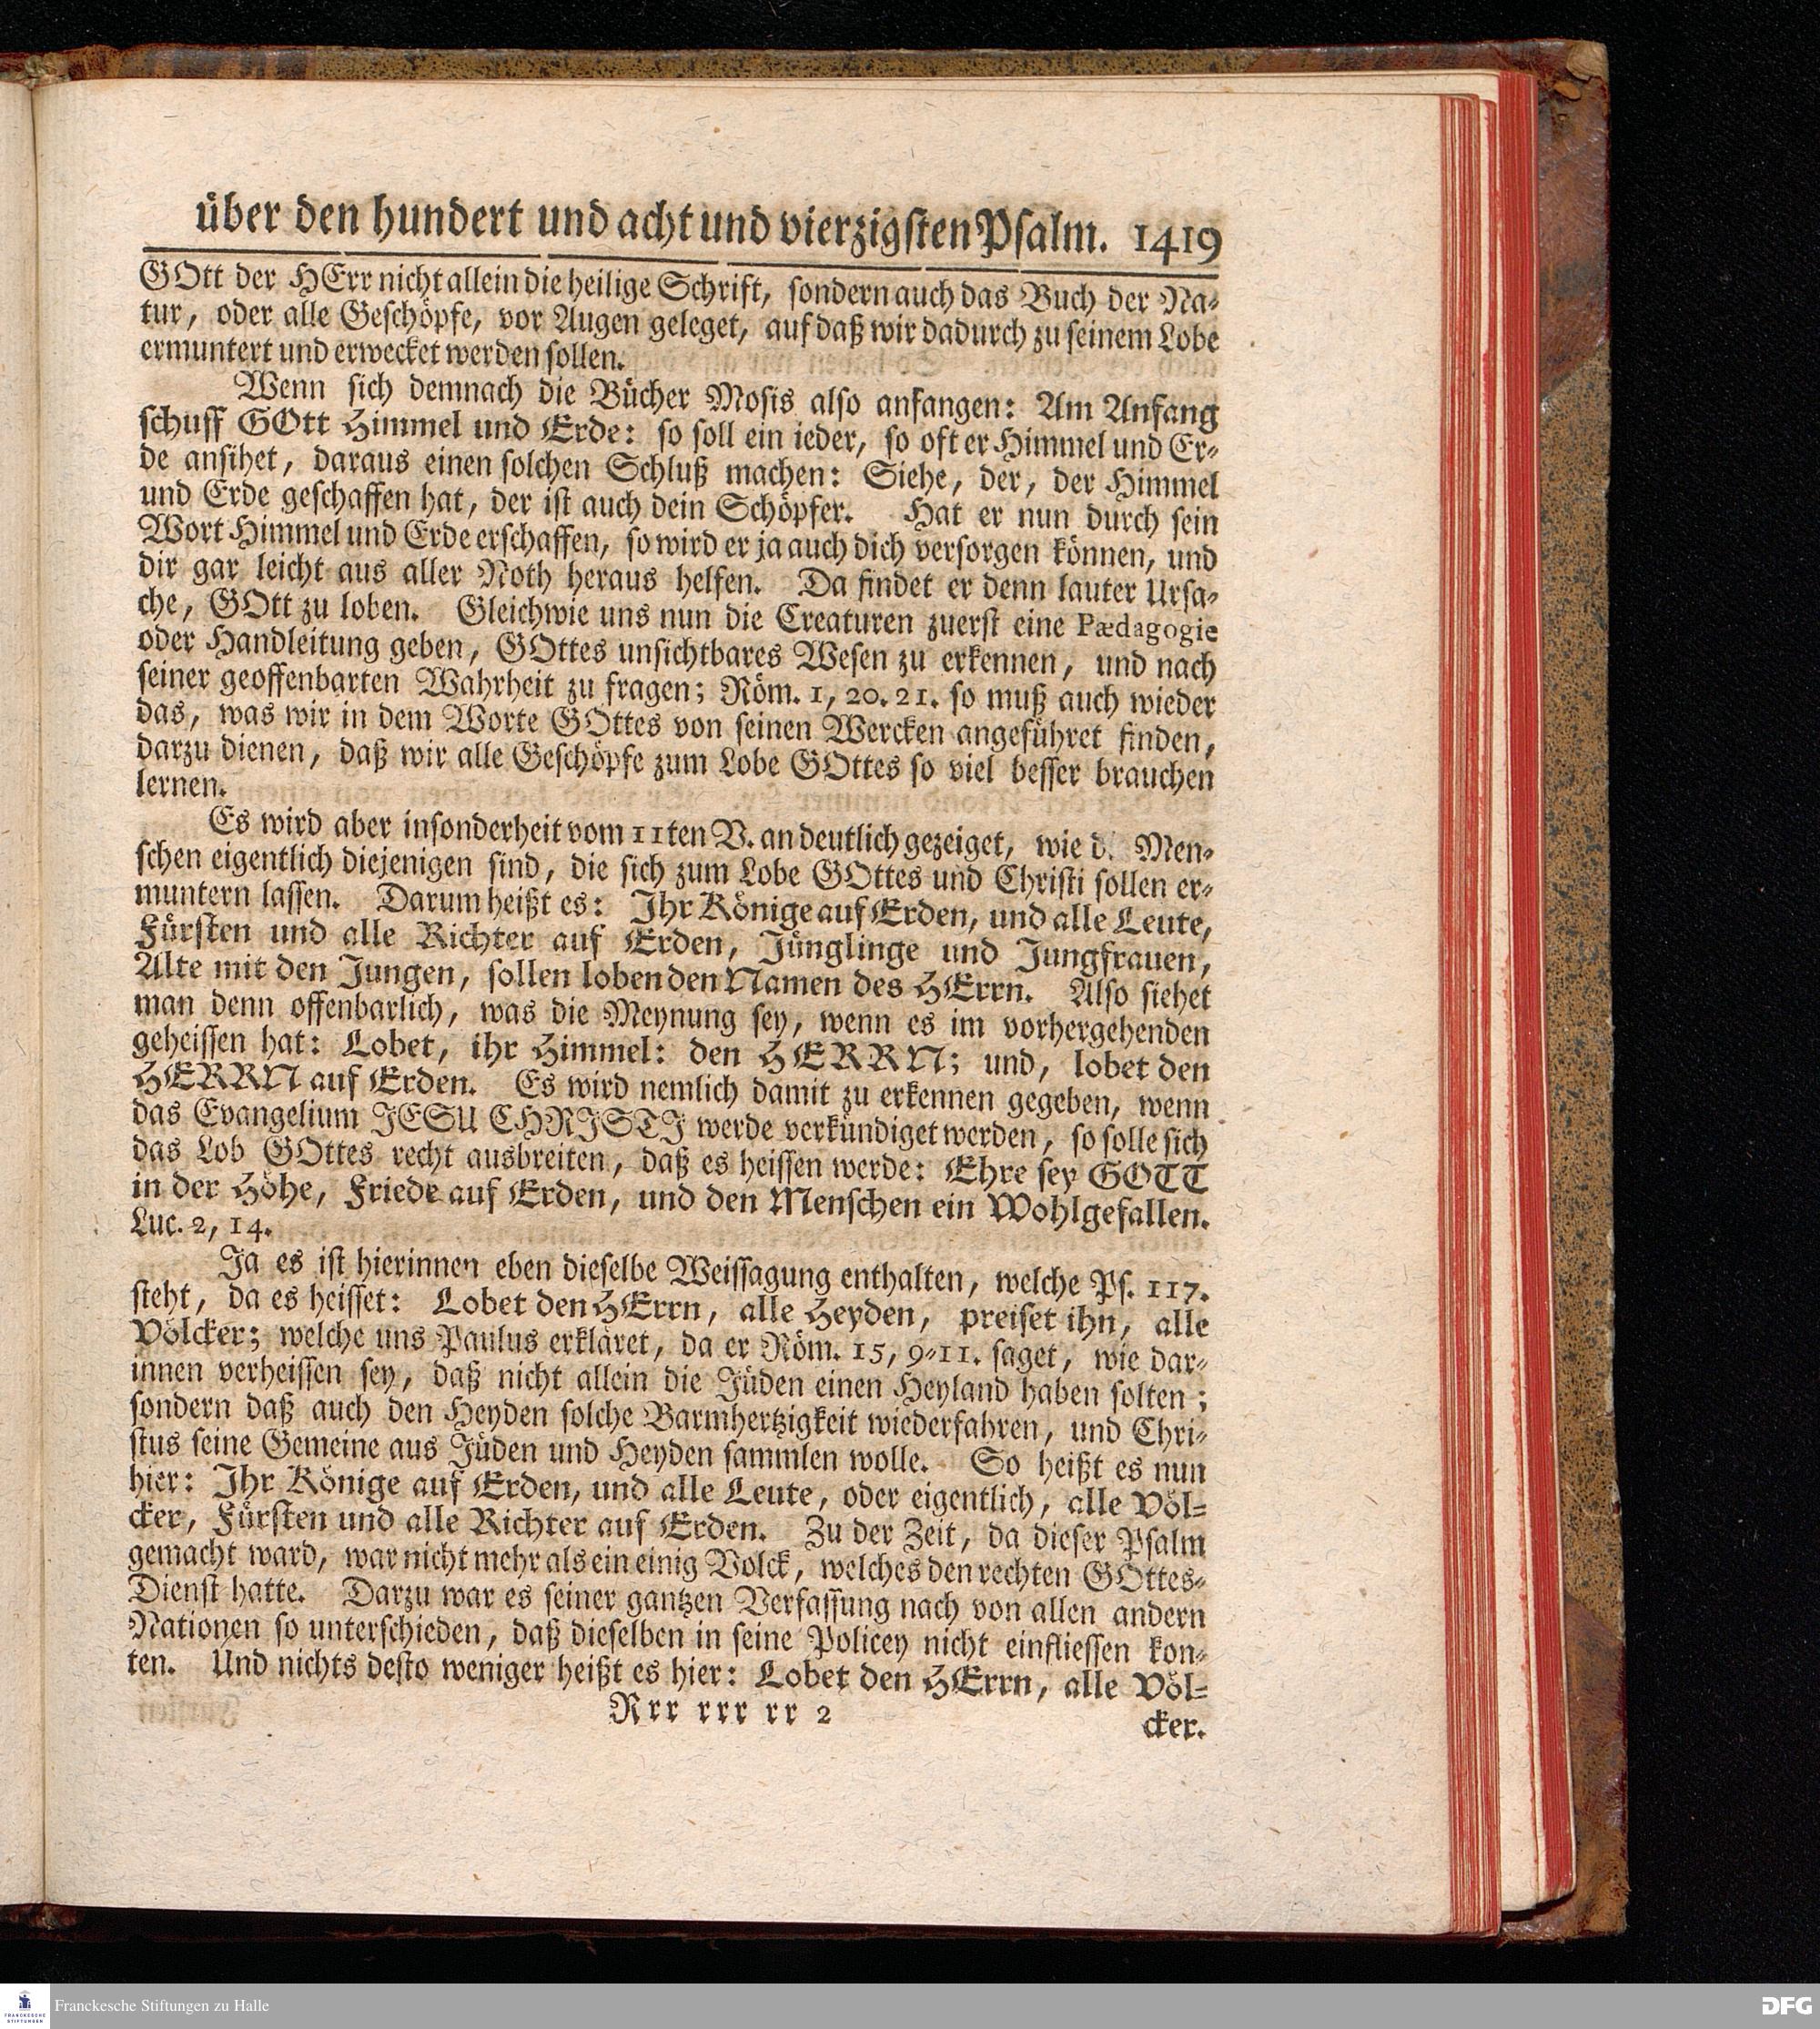 über den hundert und acht und vierzigsten Psalm. 1419
GOtt der HErr nicht allein die heilige Schrift, sondern auch das Buch der Na-
tur, oder alle Geschöpfe, vor Augen geleget, auf daß wir dadurch zu seinem Lobe
ermuntert und erwecket werden sollen.
Wenn sich demnach die Bücher Mosis also anfangen: Am Anfang
schuff GOtt Himmel und Erde: so soll ein ieder, so oft er Himmel und Er-
de ansihet, daraus einen solchen Schluß machen: Siehe, der, der Himmel
und Erde geschaffen hat, der ist auch dein Schöpfer. Hat er nun durch sein
Wort Himmel und Erde erschaffen, so wird er ja auch dich versorgen können, und
dir gar leicht aus aller Noth heraus helfen. Da findet er denn lauter Ursa-
che, GOtt zu loben. Gleichwie uns nun die Creaturen zuerst eine Pædagogie
oder Handleitung geben, GOttes unsichtbares Wesen zu erkennen, und nach
seiner geoffenbarten Wahrheit zu fragen; Röm. 1, 20. 21. so muß auch wieder
das, was wir in dem Worte GOttes von seinen Wercken angeführet finden,
darzu dienen, daß wir alle Geschöpfe zum Lobe GOttes so viel besser brauchen
lernen.
Es wird aber insonderheit vom 11ten V. an deutlich gezeiget, wie d. Men-
schen eigentlich diejenigen sind, die sich zum Lobe GOttes und Christi sollen er-
muntern lassen. Darum heißt es: Ihr Könige auf Erden, und alle Leute,
Fürsten und alle Richter auf Erden, Jünglinge und Jungfrauen,
Alte mit den Jungen, sollen loben den Namen des HErrn. Also siehet
man denn offenbarlich, was die Meynung sey, wenn es im vorhergehenden
geheissen hat: Lobet, ihr Himmel: den HERRN; und, lobet den
HERRN auf Erden. Es wird nemlich damit zu erkennen gegeben, wenn
das Evangelium JESU CHRISTI werde verkündiget werden, so solle sich
das Lob GOttes recht ausbreiten, daß es heissen werde: Ehre sey GOTT
in der Höhe, Friede auf Erden, und den Menschen ein Wohlgefallen.
Luc. 2, 14.
Ja es ist hierinnen eben dieselbe Weissagung enthalten, welche Ps. 117.
steht, da es heisset: Lobet den HErrn, alle Heyden, preiset ihn, alle
Völcker; welche uns Paulus erkläret, da er Röm. 15, 9-11. saget, wie dar-
innen verheissen sey, daß nicht allein die Jüden einen Heyland haben solten;
sondern daß auch den Heyden solche Barmhertzigkeit wiederfahren, und Chri-
stus seine Gemeine aus Jüden und Heyden sammlen wolle. So heißt es nun
hier: Ihr Könige auf Erden, und alle Leute, oder eigentlich, alle Völ-
cker, Fürsten und alle Richter auf Erden. Zu der Zeit, da dieser Psalm
gemacht ward, war nicht mehr als ein einig Volck, welches den rechten GOttes-
Dienst hatte. Darzu war es seiner gantzen Verfassung nach von allen andern
Nationen so unterschieden, daß dieselben in seine Policey nicht einfliessen kon-
ten. Und nichts desto weniger heißt es hier: Lobet den HErrn, alle Völ-
Rrr rrr rr 2
cker.
FRANCKESCHE
STIFTUNGEN
Franckesche Stiftungen zu Halle
DFG